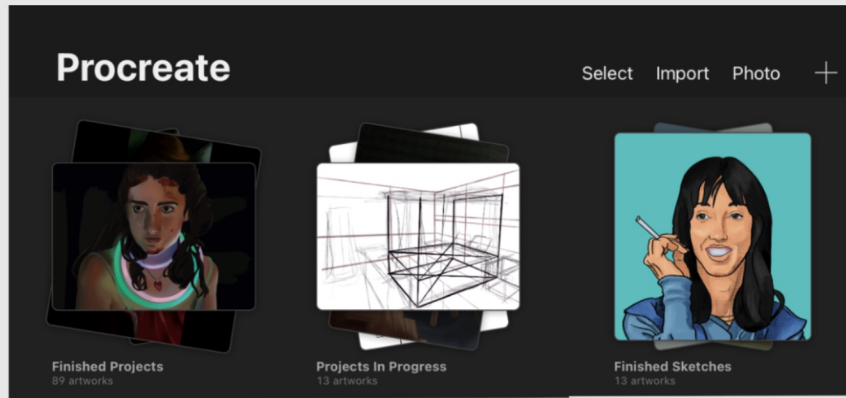 Procreate
Select Import Photo
Finished Projects
89 artworks
Projects In Progress
13 artworks
Finished Sketches
13 artworks